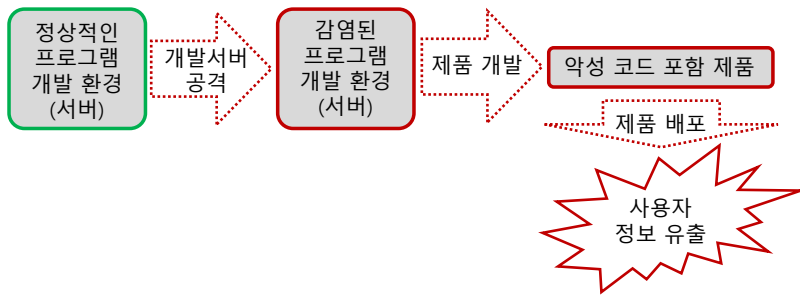 정상적인
프로그램
개발 환경
(서버)
개발서버
공격
감염된
프로그램
개발 환경
(서버)
제품 개발
악성 코드 포함 제품
제품 배포
사용자
정보 유출